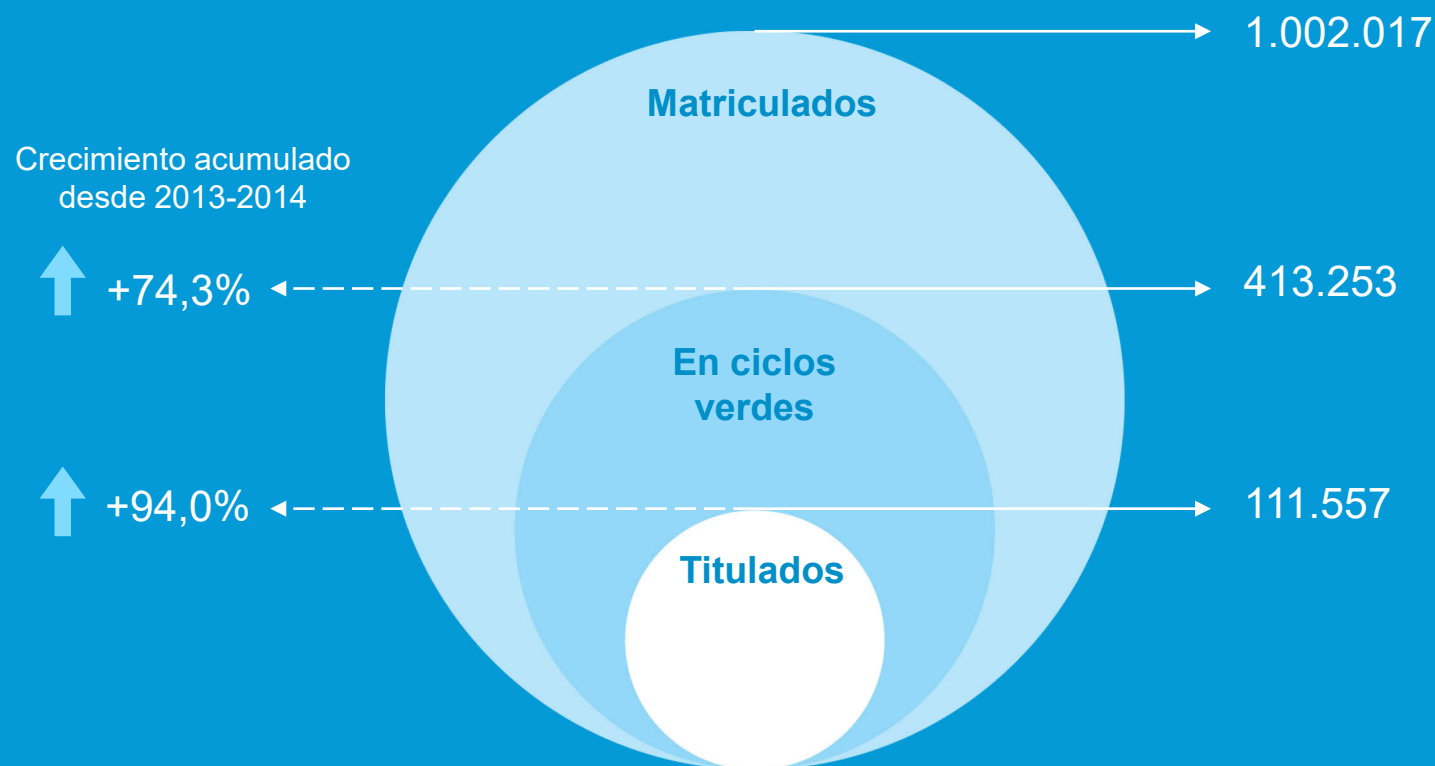 1.002.017
Matriculados
Crecimiento acumulado
desde 2013-2014
+74,3%
413.253
En ciclos
verdes
+94,0%
111.557
Titulados